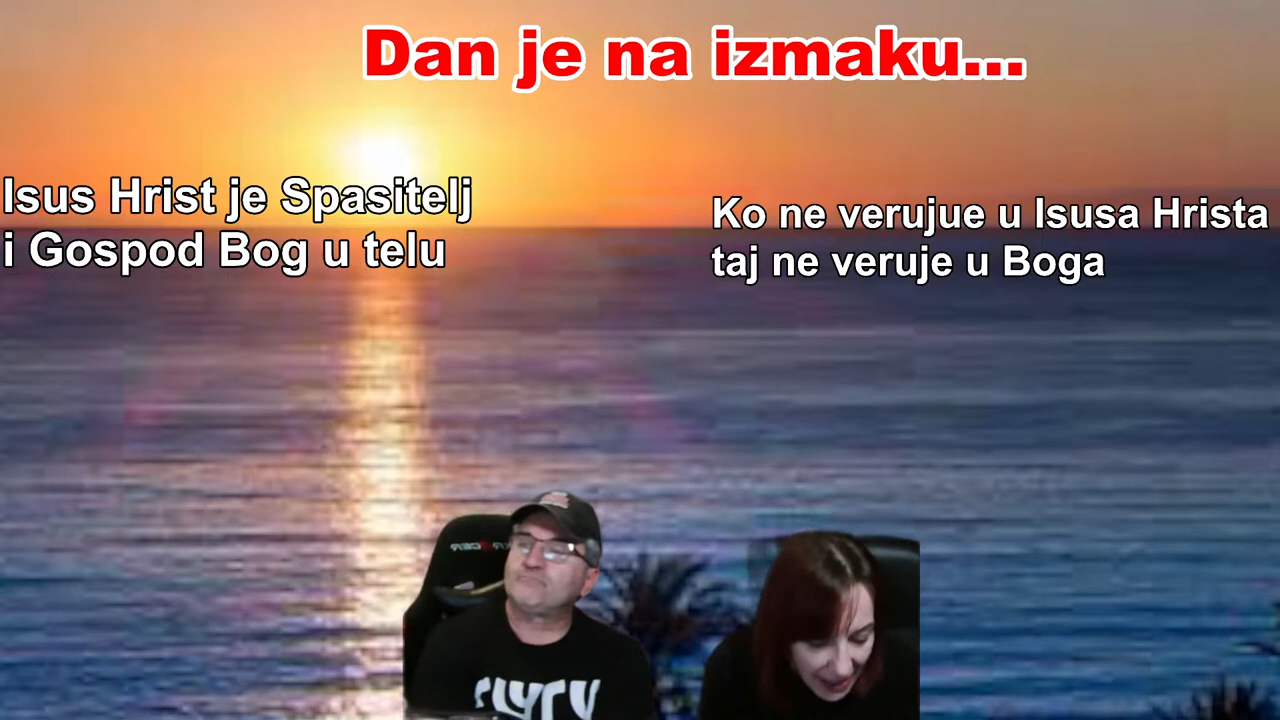 Dan je na izmaku...
Isus Hrist je Spasitelj
i Gospod Bog u telu
Ko ne verujue u Isusa Hrista
taj ne veruje u Boga